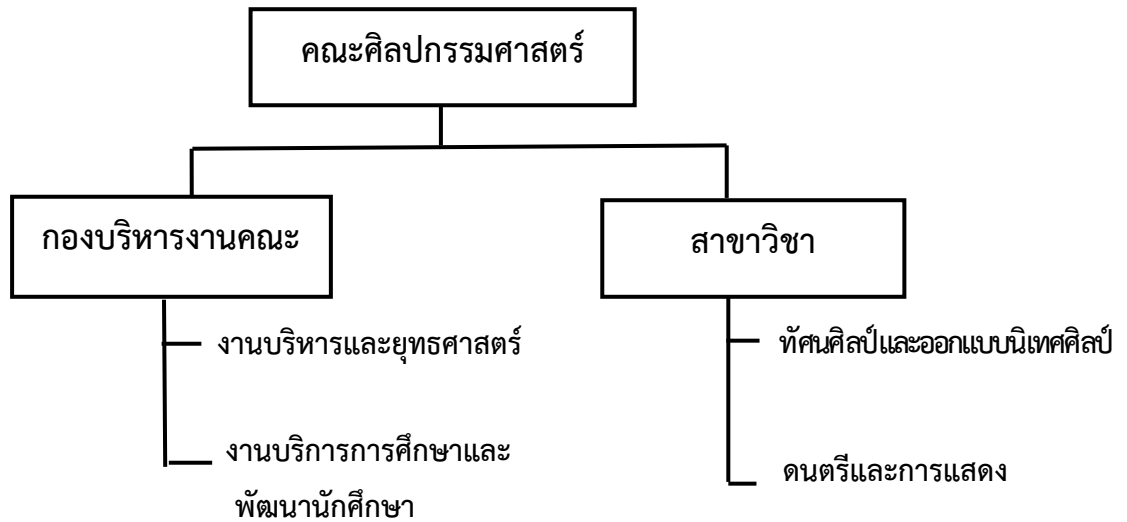 คณะศิลปกรรมศาสตร์
กองบริหารงานคณะ
สาขาวิชา
งานบริหารและยุทธศาสตร์
งานบริการการศึกษาและ
พัฒนานักศึกษา
ทัศนศิลป์และออกแบบนิเทศศิลป์
ดนตรีและการแสดง